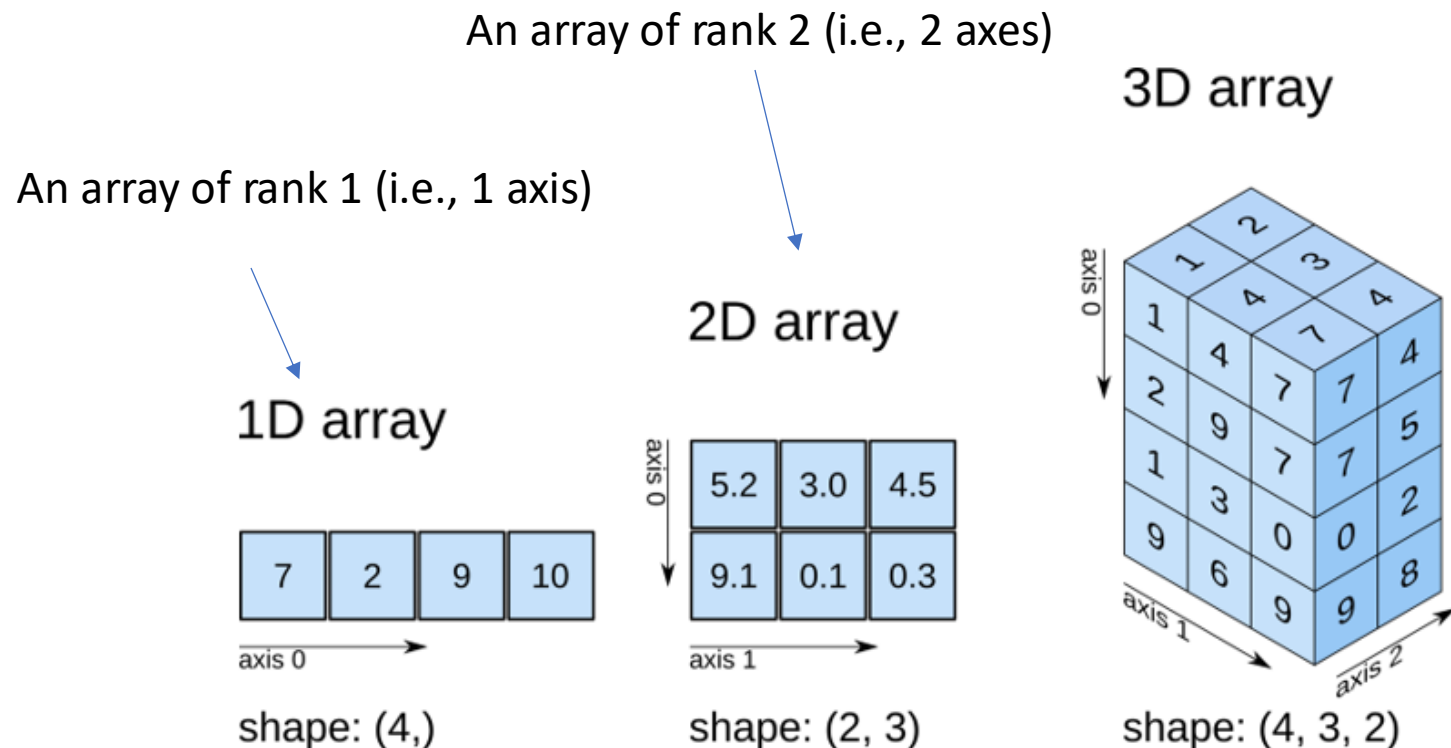 An array of rank 2 (i.e., 2 axes)
An array of rank 1 (i.e., 1 axis)
1D array
7 2 9 10
axis 0
shape: (4,)
2D array
axis 0
5.2 3.0 4.5
9.1 0.1 0.3
axis 1
shape: (2, 3)
3D array
axis 0
2
1 3
4 4
7
1 4 7 7 4
2 9 7 7 5
1 3 0 0 2
9 6 9 9 8
axis 1
axis 2
shape: (4, 3, 2)